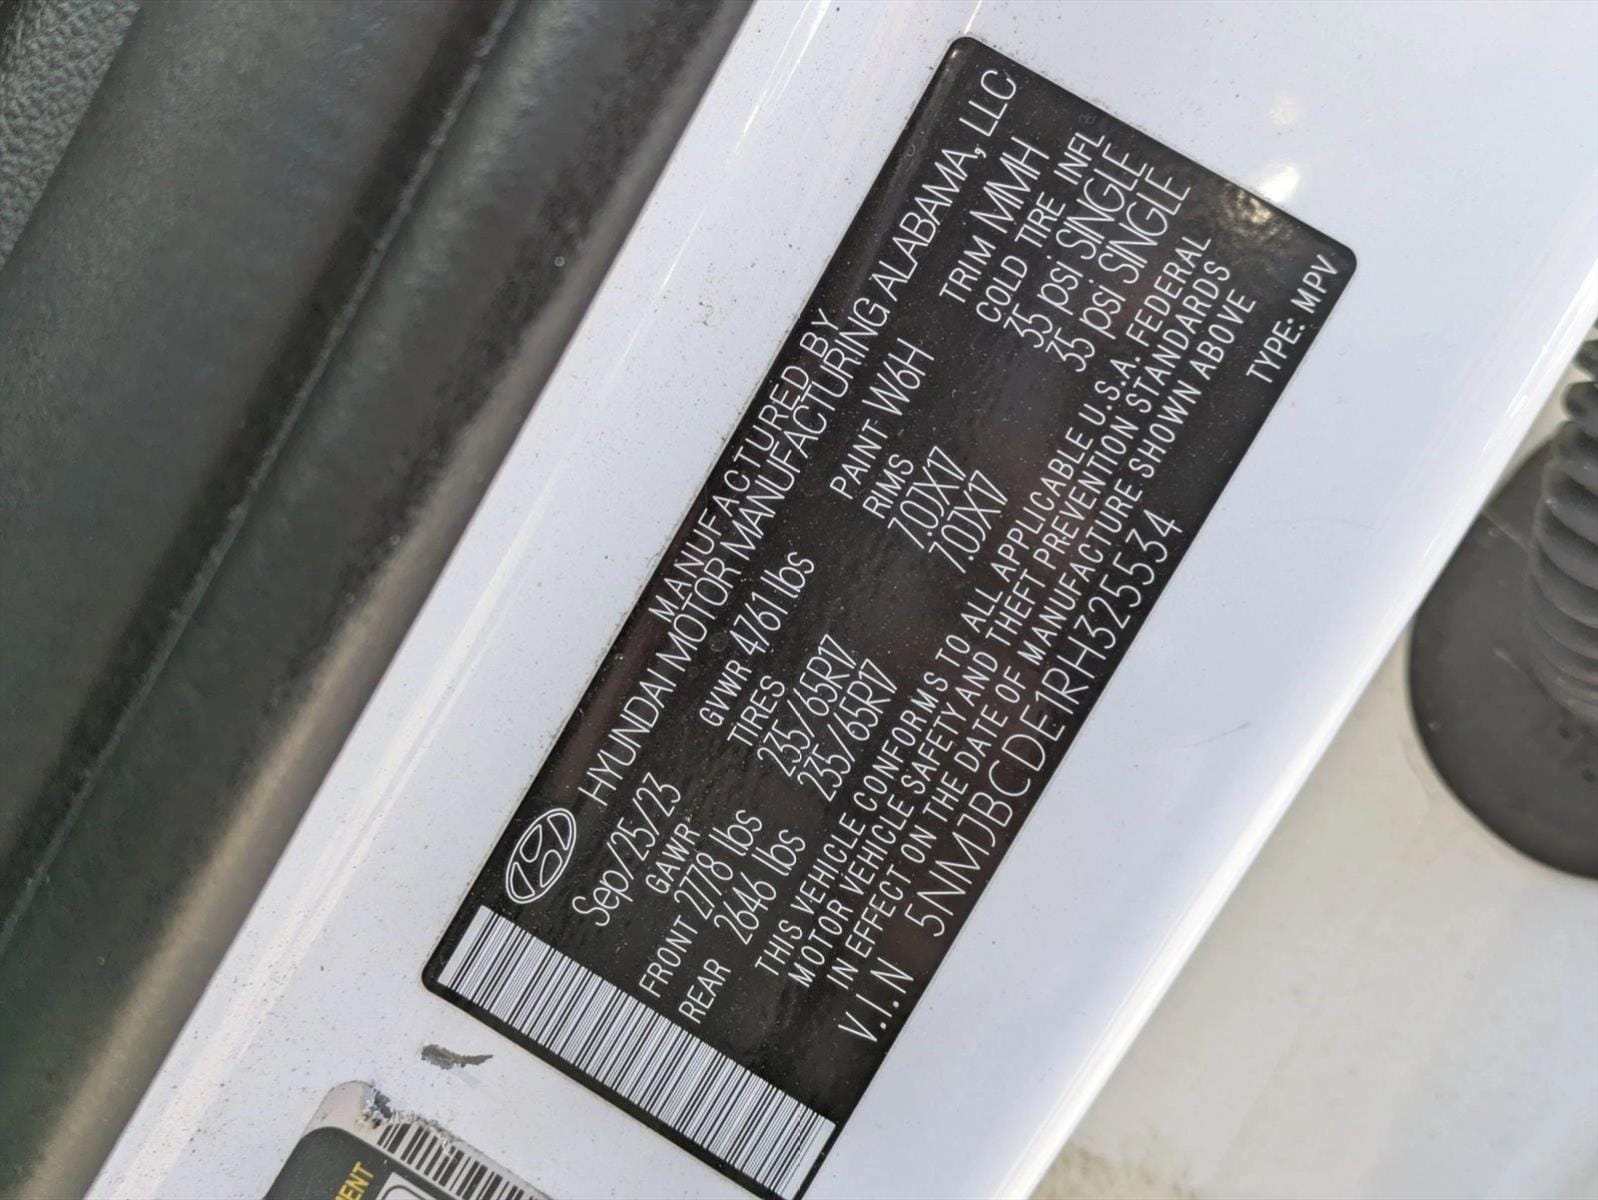 MANUFACTURED BY
HYUNDAI MOTOR MANUFACTURING ALABAMA, LLC
Sep/25/23 GVWR 4761 lbs PAINT W6H TRIM MMH
GAWR TIRES RIMS COLD TIRE INFL
FRONT 2778 lbs 235/65R17 7.0JX17 35 psi SINGLE
REAR 2646 lbs 235/65R17 7.0JX17 35 psi SINGLE
THIS VEHICLE CONFORMS TO ALL APPLICABLE U.S.A. FEDERAL
MOTOR VEHICLE SAFETY AND THEFT PREVENTION STANDARDS
IN EFFECT ON THE DATE OF MANUFACTURE SHOWN ABOVE
V.I.N 5NMJBCDE1RH325534 TYPE: MPV